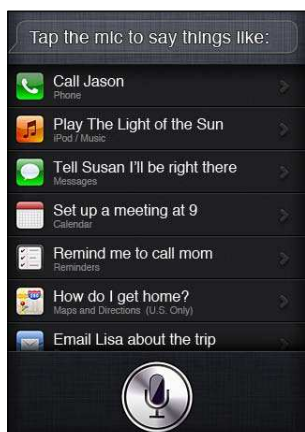 Tap the mic to say things like:
Call Jason
Phone
Play The Light of the Sun
iPod / Music
Tell Susan I'll be right there
Messages
Set up a meeting at 9
Calendar
Remind me to call mom
Reminders
How do I get home?
Maps and Directions (U.S. Only)
Email Lisa about the trip